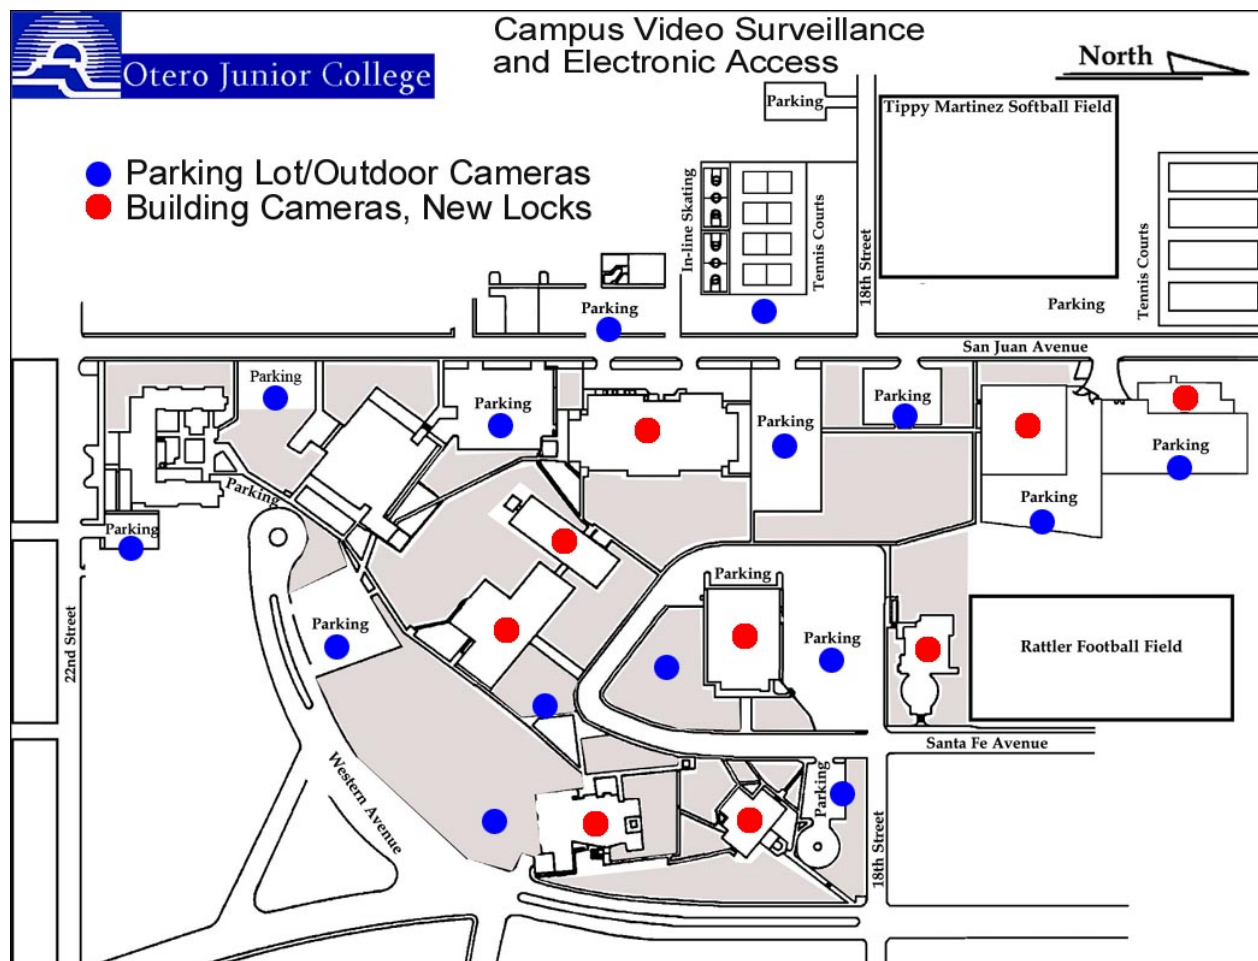 Otero Junior College
Campus Video Surveillance
and Electronic Access
North
Parking Lot/Outdoor Cameras
Building Cameras, New Locks
Parking
Tippy Martinez Softball Field
In-line Skating
Tennis Courts
18th Street
Tennis Courts
Parking
Parking
San Juan Avenue
Parking
Parking
Parking
Parking
Parking
Parking
Parking
Parking
Parking
Parking
Parking
Parking
22nd Street
Rattler Football Field
Santa Fe Avenue
Western Avenue
Parking
18th Street